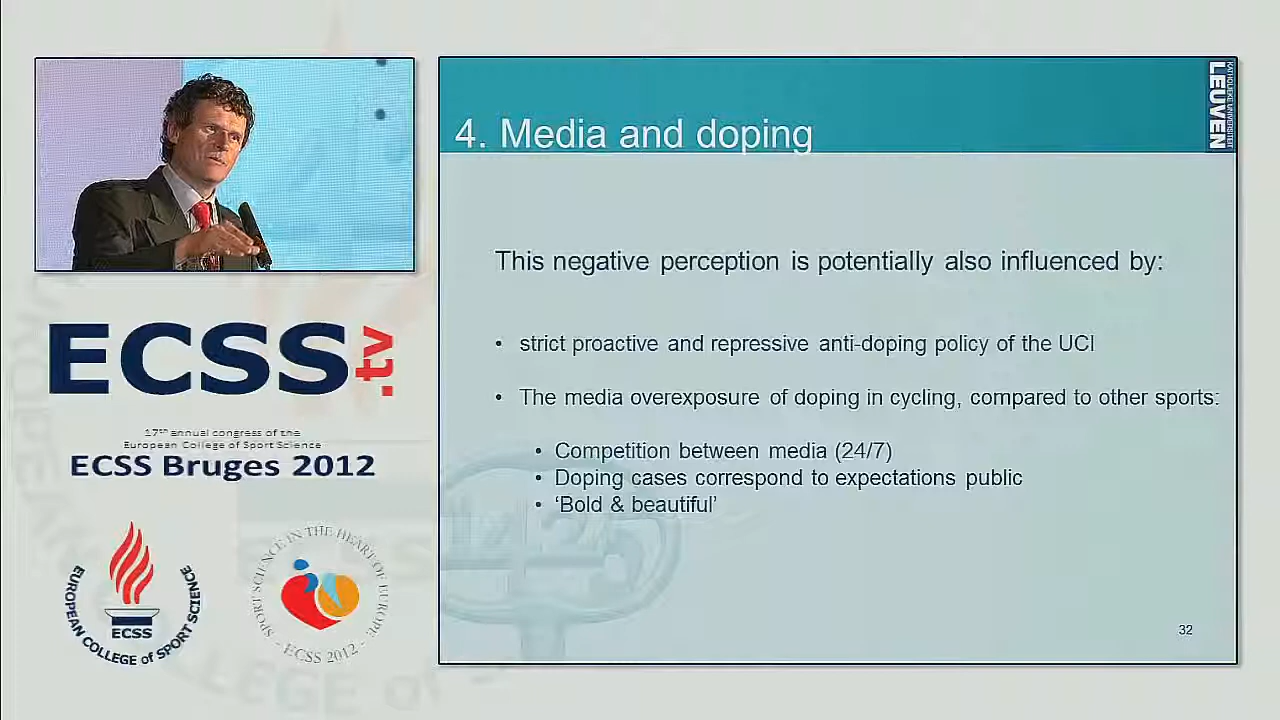 4. Media and doping
KATHOLIEKE UNIVERSITEIT
LEUVEN
This negative perception is potentially also influenced by:
• strict proactive and repressive anti-doping policy of the UCI
• The media overexposure of doping in cycling, compared to other sports:
• Competition between media (24/7)
• Doping cases correspond to expectations public
• ‘Bold & beautiful’
32
ECSS.tv
17th annual congress of the
European College of Sport Science
ECSS Bruges 2012
EUROPEAN COLLEGE of SPORT SCIENCE
ECSS
SPORT SCIENCE IN THE HEART OF EUROPE
- ECSS 2012 -